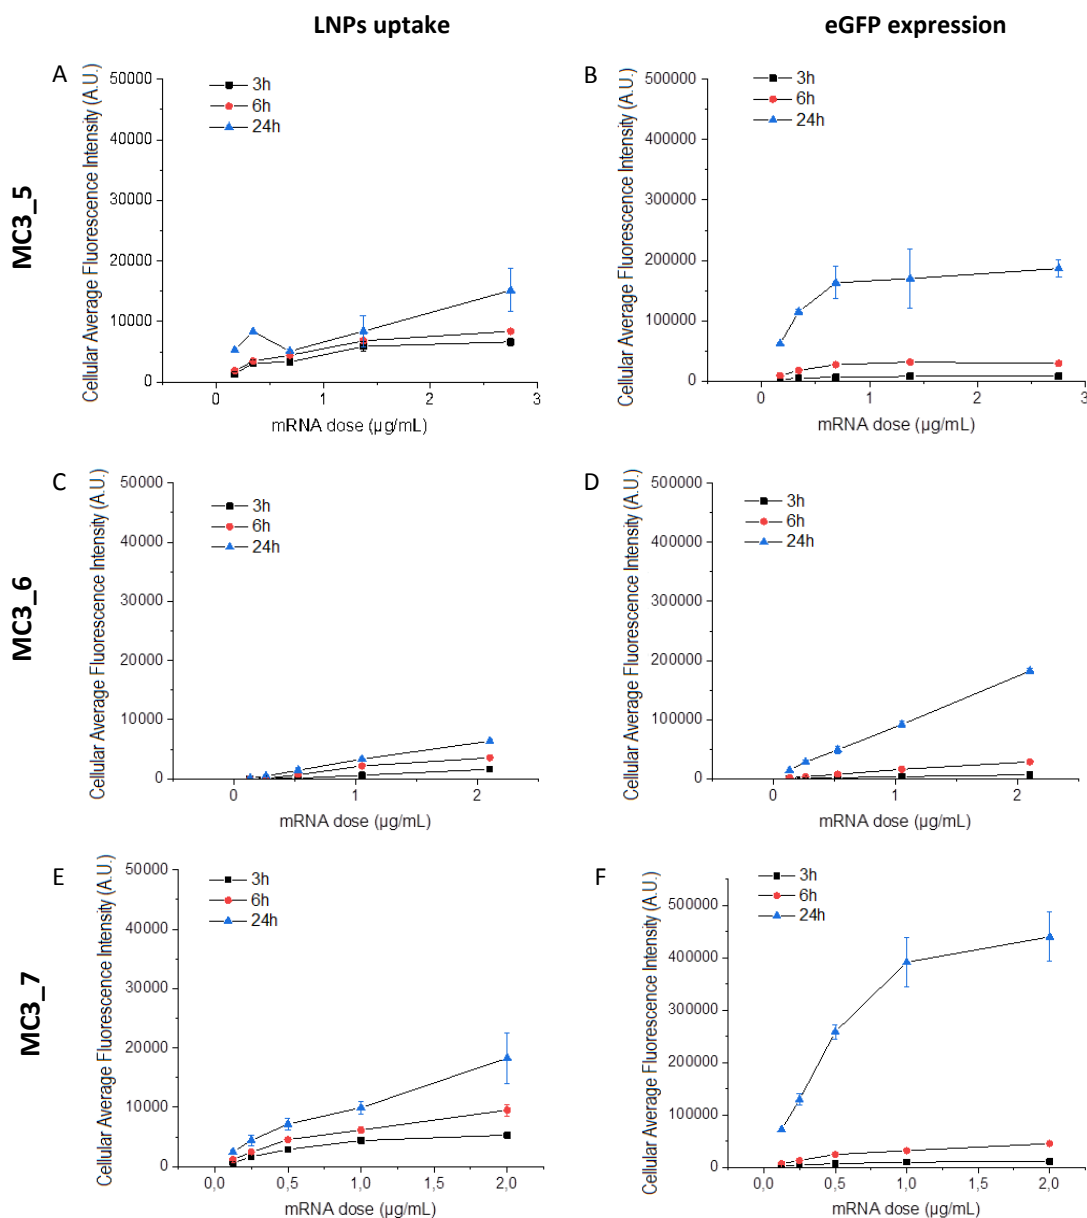 LNPs uptake
eGFP expression
MC3_5
A
Cellular Average Fluorescence Intensity (A.U.)
50000
40000
30000
20000
10000
0
3h
6h
24h
0
1
2
3
mRNA dose (µg/mL)
B
Cellular Average Fluorescence Intensity (A.U.)
500000
400000
300000
200000
100000
0
3h
6h
24h
0
1
2
3
mRNA dose (µg/mL)
MC3_6
C
Cellular Average Fluorescence Intensity (A.U.)
50000
40000
30000
20000
10000
0
3h
6h
24h
0
1
2
mRNA dose (µg/mL)
D
Cellular Average Fluorescence Intensity (A.U.)
500000
400000
300000
200000
100000
0
3h
6h
24h
0
1
2
mRNA dose (µg/mL)
MC3_7
E
Cellular Average Fluorescence Intensity (A.U.)
50000
40000
30000
20000
10000
0
3h
6h
24h
0,0
0,5
1,0
1,5
2,0
mRNA dose (µg/mL)
F
Cellular Average Fluorescence Intensity (A.U.)
500000
400000
300000
200000
100000
0
3h
6h
24h
0,0
0,5
1,0
1,5
2,0
mRNA dose (µg/mL)